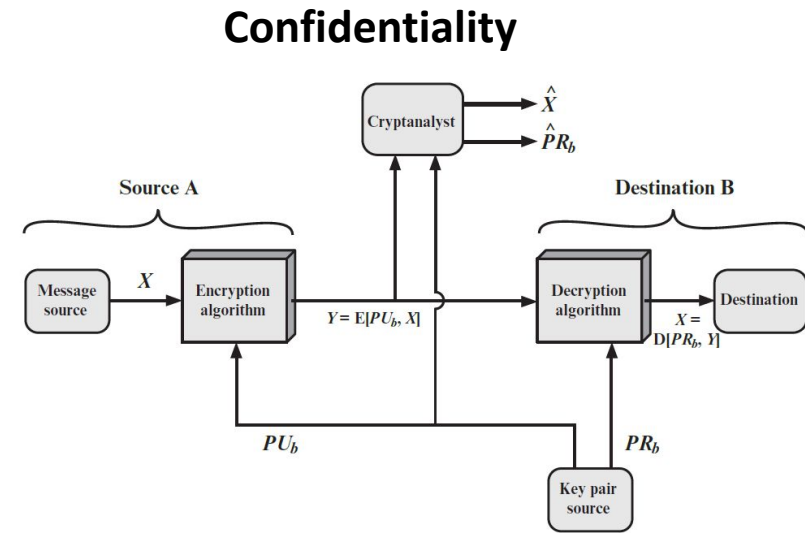 Confidentiality
Cryptanalyst
X̂
P̂R_b
Source A
Destination B
Message
source
X
Encryption
algorithm
Y = E[PU_b, X]
Decryption
algorithm
X =
D[PR_b, Y]
Destination
PU_b
PR_b
Key pair
source